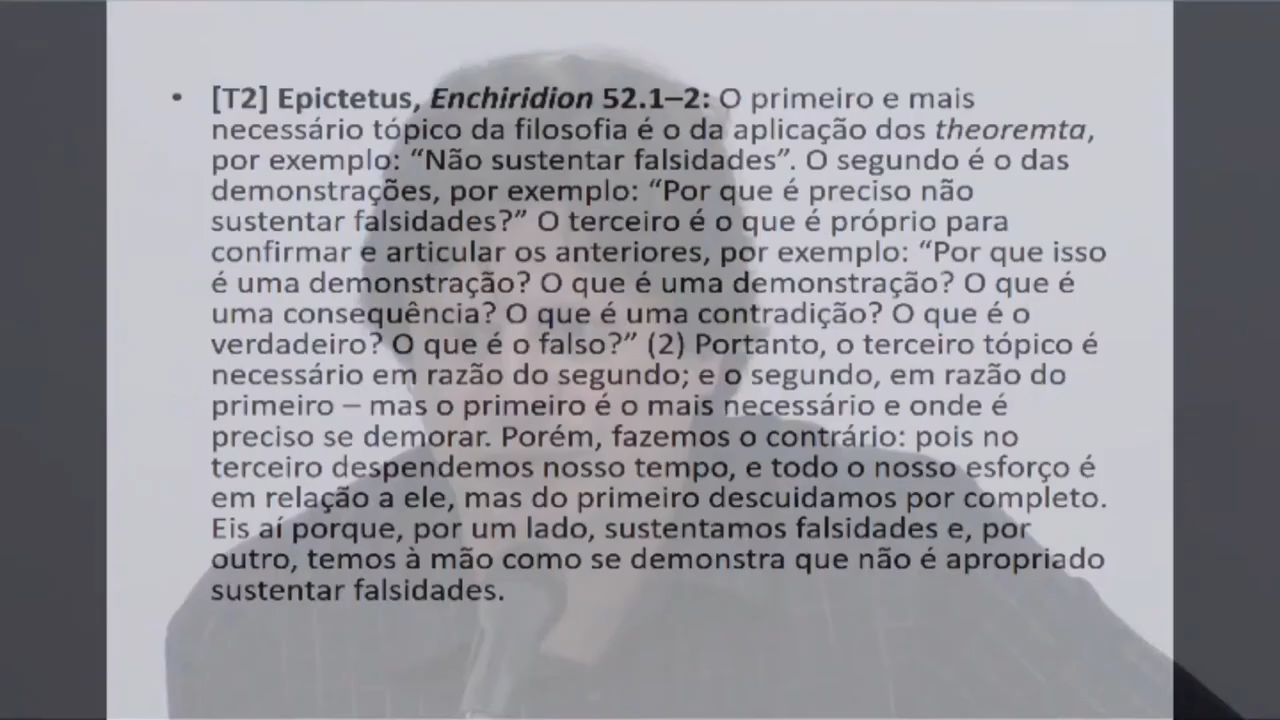 • [T2] Epictetus, Enchiridion 52.1–2: O primeiro e mais
necessário tópico da filosofia é o da aplicação dos theoremta,
por exemplo: “Não sustentar falsidades”. O segundo é o das
demonstrações, por exemplo: “Por que é preciso não
sustentar falsidades?” O terceiro é o que é próprio para
confirmar e articular os anteriores, por exemplo: “Por que isso
é uma demonstração? O que é uma demonstração? O que é
uma consequência? O que é uma contradição? O que é o
verdadeiro? O que é o falso?” (2) Portanto, o terceiro tópico é
necessário em razão do segundo; e o segundo, em razão do
primeiro – mas o primeiro é o mais necessário e onde é
preciso se demorar. Porém, fazemos o contrário: pois no
terceiro despendemos nosso tempo, e todo o nosso esforço é
em relação a ele, mas do primeiro descuidamos por completo.
Eis aí porque, por um lado, sustentamos falsidades e, por
outro, temos à mão como se demonstra que não é apropriado
sustentar falsidades.